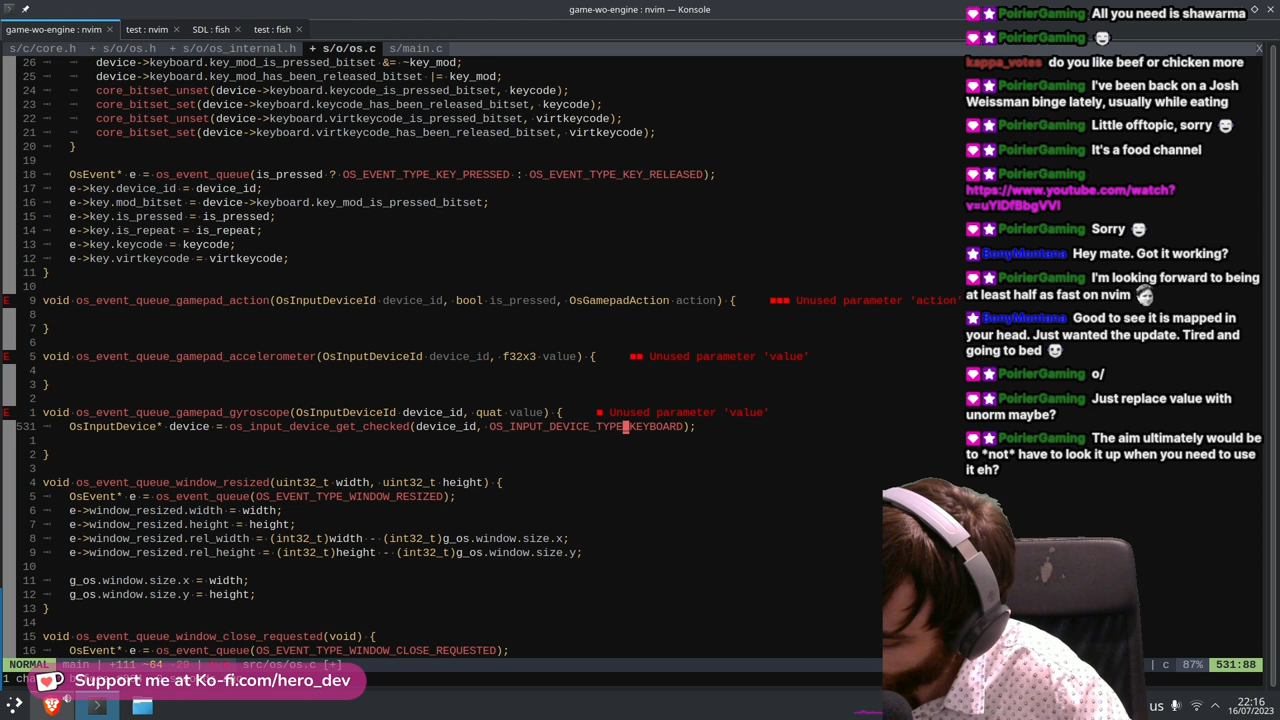 game-wo-engine : nvim — Konsole
game-wo-engine : nvim
test : nvim
SDL : fish
test : fish
s/c/core.h + s/o/os.h + s/o/os_internal.h + s/o/os.c s/main.c X
26 device->keyboard.key_mod_is_pressed_bitset &= ~key_mod;
25 device->keyboard.key_mod_has_been_released_bitset |= key_mod;
24 core_bitset_unset(device->keyboard.keycode_is_pressed_bitset, keycode);
23 core_bitset_set(device->keyboard.keycode_has_been_released_bitset, keycode);
22 core_bitset_unset(device->keyboard.virtkeycode_is_pressed_bitset, virtkeycode);
21 core_bitset_set(device->keyboard.virtkeycode_has_been_released_bitset, virtkeycode);
20 }
19
18 OsEvent* e = os_event_queue(is_pressed ? OS_EVENT_TYPE_KEY_PRESSED : OS_EVENT_TYPE_KEY_RELEASED);
17 e->key.device_id = device_id;
16 e->key.mod_bitset = device->keyboard.key_mod_is_pressed_bitset;
15 e->key.is_pressed = is_pressed;
14 e->key.is_repeat = is_repeat;
13 e->key.keycode = keycode;
12 e->key.virtkeycode = virtkeycode;
11 }
10
E 9 void os_event_queue_gamepad_action(OsInputDeviceId device_id, bool is_pressed, OsGamepadAction action) { ■■■ Unused parameter 'action'
8
7 }
6
E 5 void os_event_queue_gamepad_accelerometer(OsInputDeviceId device_id, f32x3 value) { ■■ Unused parameter 'value'
4
3 }
2
E 1 void os_event_queue_gamepad_gyroscope(OsInputDeviceId device_id, quat value) { ■ Unused parameter 'value'
531 OsInputDevice* device = os_input_device_get_checked(device_id, OS_INPUT_DEVICE_TYPE_KEYBOARD);
1
2 }
3
4 void os_event_queue_window_resized(uint32_t width, uint32_t height) {
5 OsEvent* e = os_event_queue(OS_EVENT_TYPE_WINDOW_RESIZED);
6 e->window_resized.width = width;
7 e->window_resized.height = height;
8 e->window_resized.rel_width = (int32_t)width - (int32_t)g_os.window.size.x;
9 e->window_resized.rel_height = (int32_t)height - (int32_t)g_os.window.size.y;
10
11 g_os.window.size.x = width;
12 g_os.window.size.y = height;
13 }
14
15 void os_event_queue_window_close_requested(void) {
16 OsEvent* e = os_event_queue(OS_EVENT_TYPE_WINDOW_CLOSE_REQUESTED);
NORMAL main | +111 ~64 -29 | src/os/os.c [+] | c 87% 531:88
Support me at Ko-fi.com/hero_dev
US
22:16
16/07/2023
PoirierGaming All you need is shawarma
PoirierGaming
kappa_votes do you like beef or chicken more
PoirierGaming I've been back on a Josh
Weissman binge lately, usually while eating
PoirierGaming Little offtopic, sorry
PoirierGaming It's a food channel
PoirierGaming
https://www.youtube.com/watch?
v=uYIDfBbgVVI
PoirierGaming Sorry
BonyMontana Hey mate. Got it working?
PoirierGaming I'm looking forward to being
at least half as fast on nvim
BonyMontana Good to see it is mapped in
your head. Just wanted the update. Tired and
going to bed
PoirierGaming o/
PoirierGaming Just replace value with
unorm maybe?
PoirierGaming The aim ultimately would be
to *not* have to look it up when you need to use
it eh?